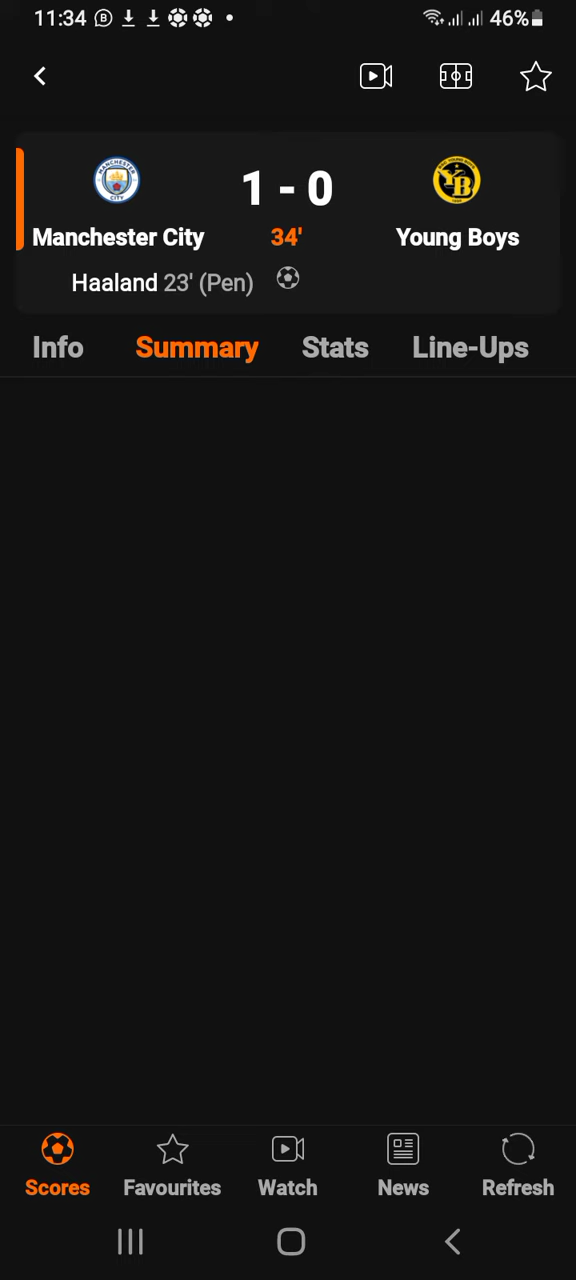 11:34 46%
1 - 0
Manchester City 34' Young Boys
Haaland 23' (Pen)
Info Summary Stats Line-Ups
Scores Favourites Watch News Refresh